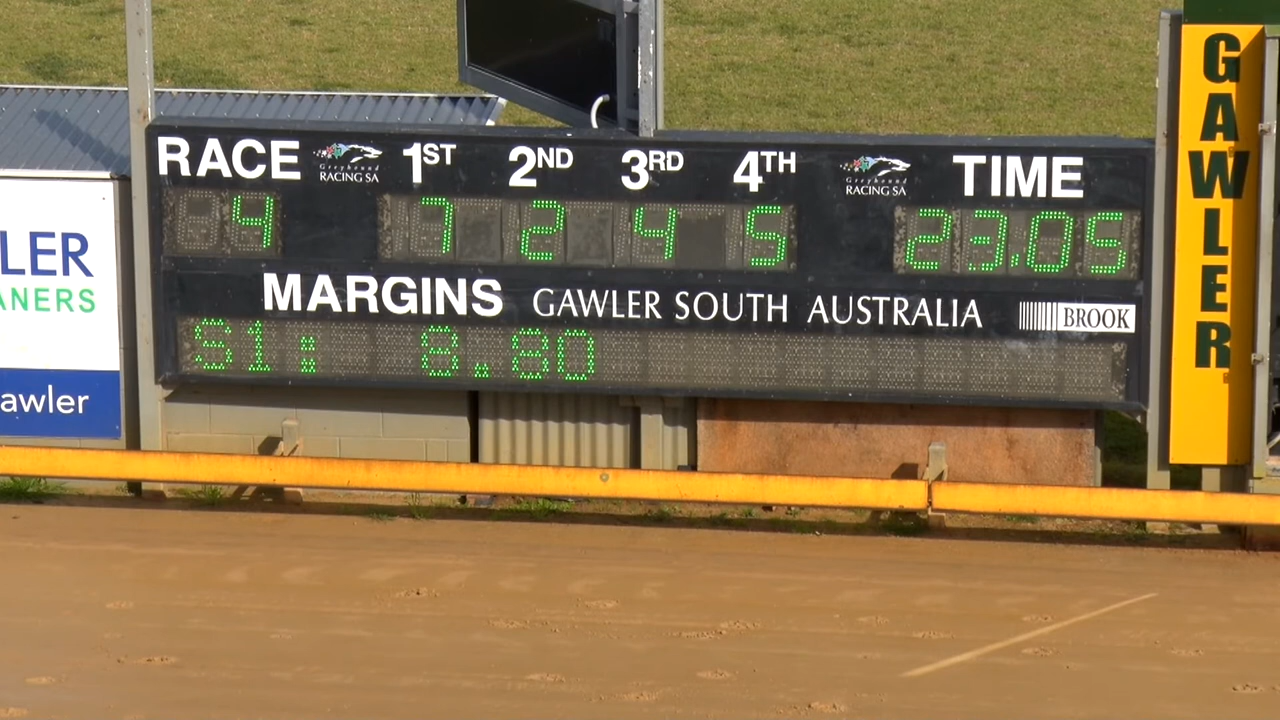 RACE Greyhound RACING SA 1ST 2ND 3RD 4TH Greyhound RACING SA TIME
4 7 2 4 5 23.05
MARGINS GAWLER SOUTH AUSTRALIA BROOK
S1: 8.80
LER
ANERS
awler
GAWLER